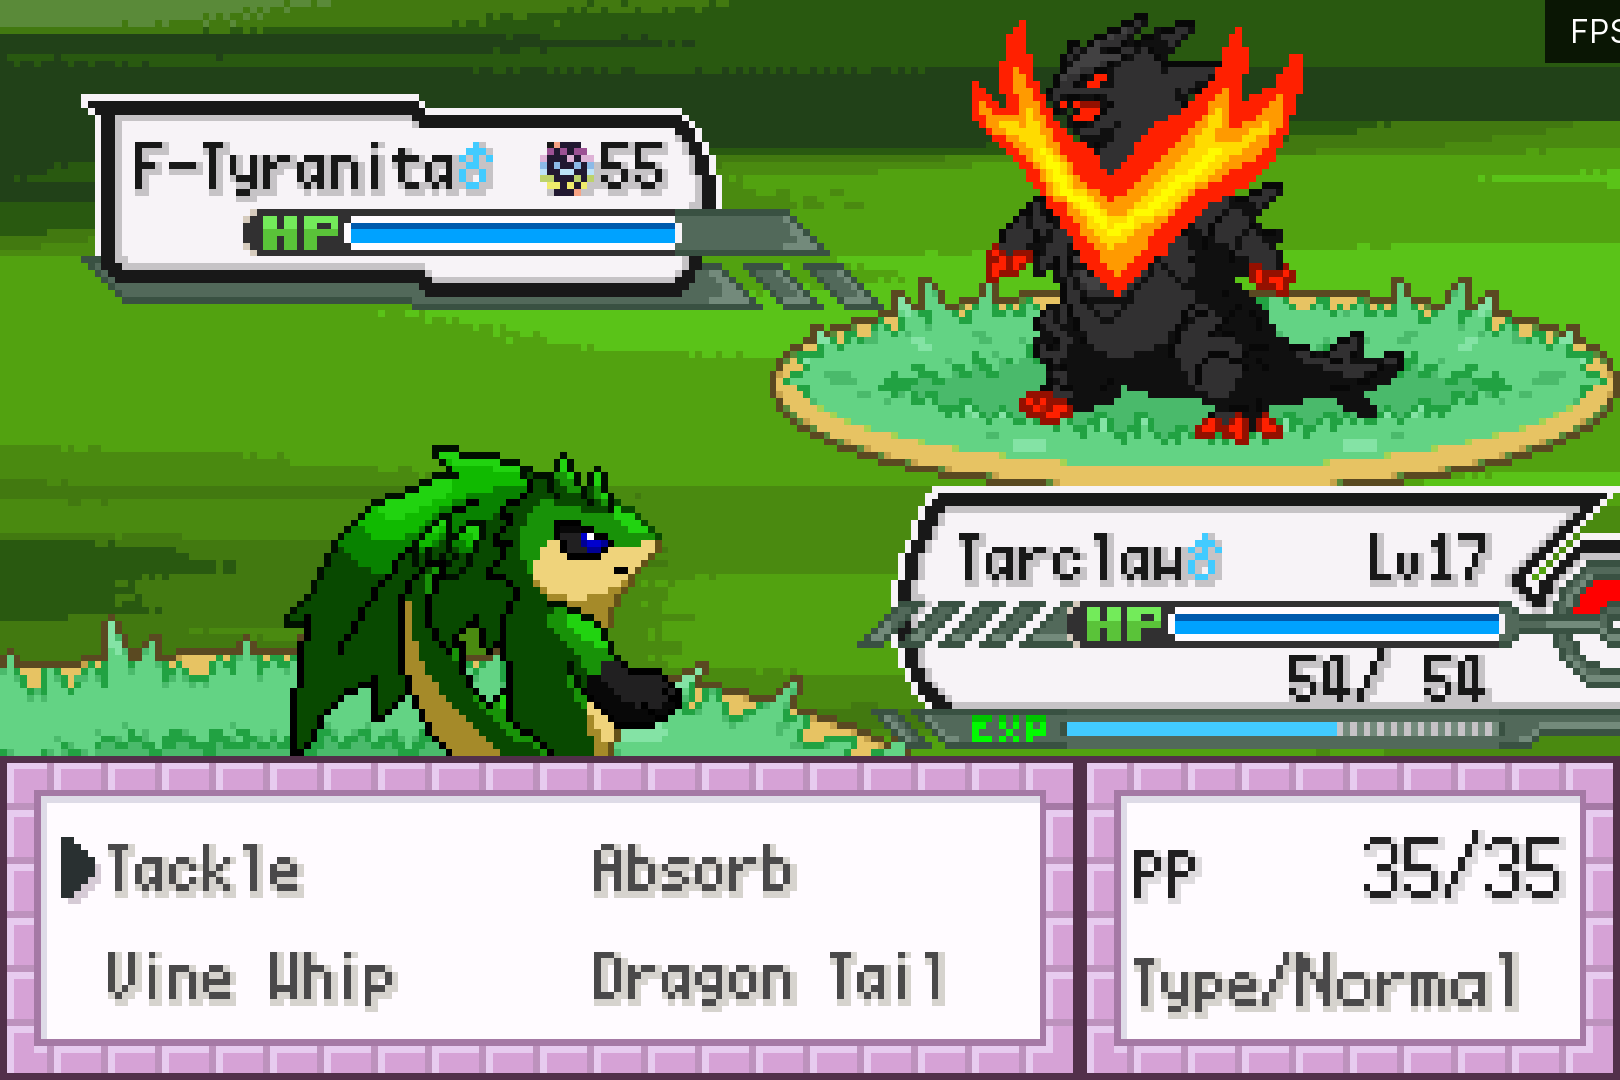 FPS
F-Tyranita♂ 55
HP
Tarclaw♂ Lv17
HP
54/ 54
EXP
Tackle Absorb
Vine Whip Dragon Tail
PP 35/35
Type/Normal